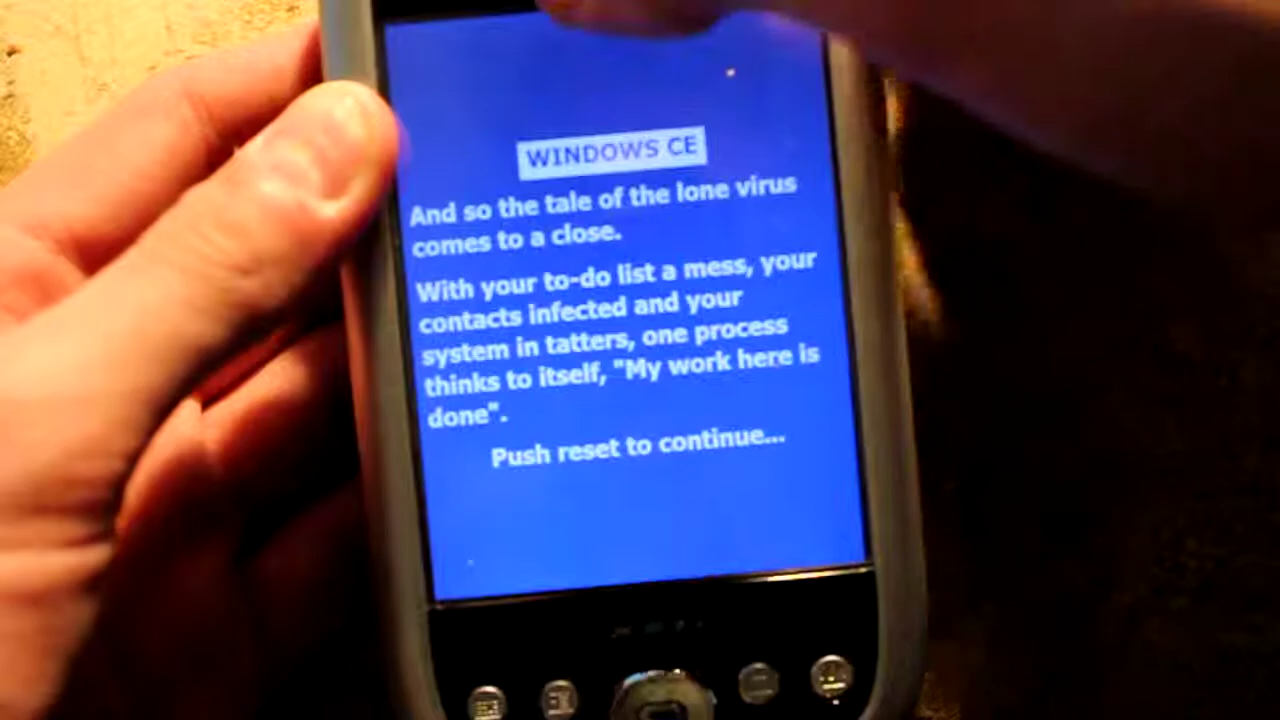 WINDOWS CE
And so the tale of the lone virus
comes to a close.
With your to-do list a mess, your
contacts infected and your
system in tatters, one process
thinks to itself, "My work here is
done".
Push reset to continue...